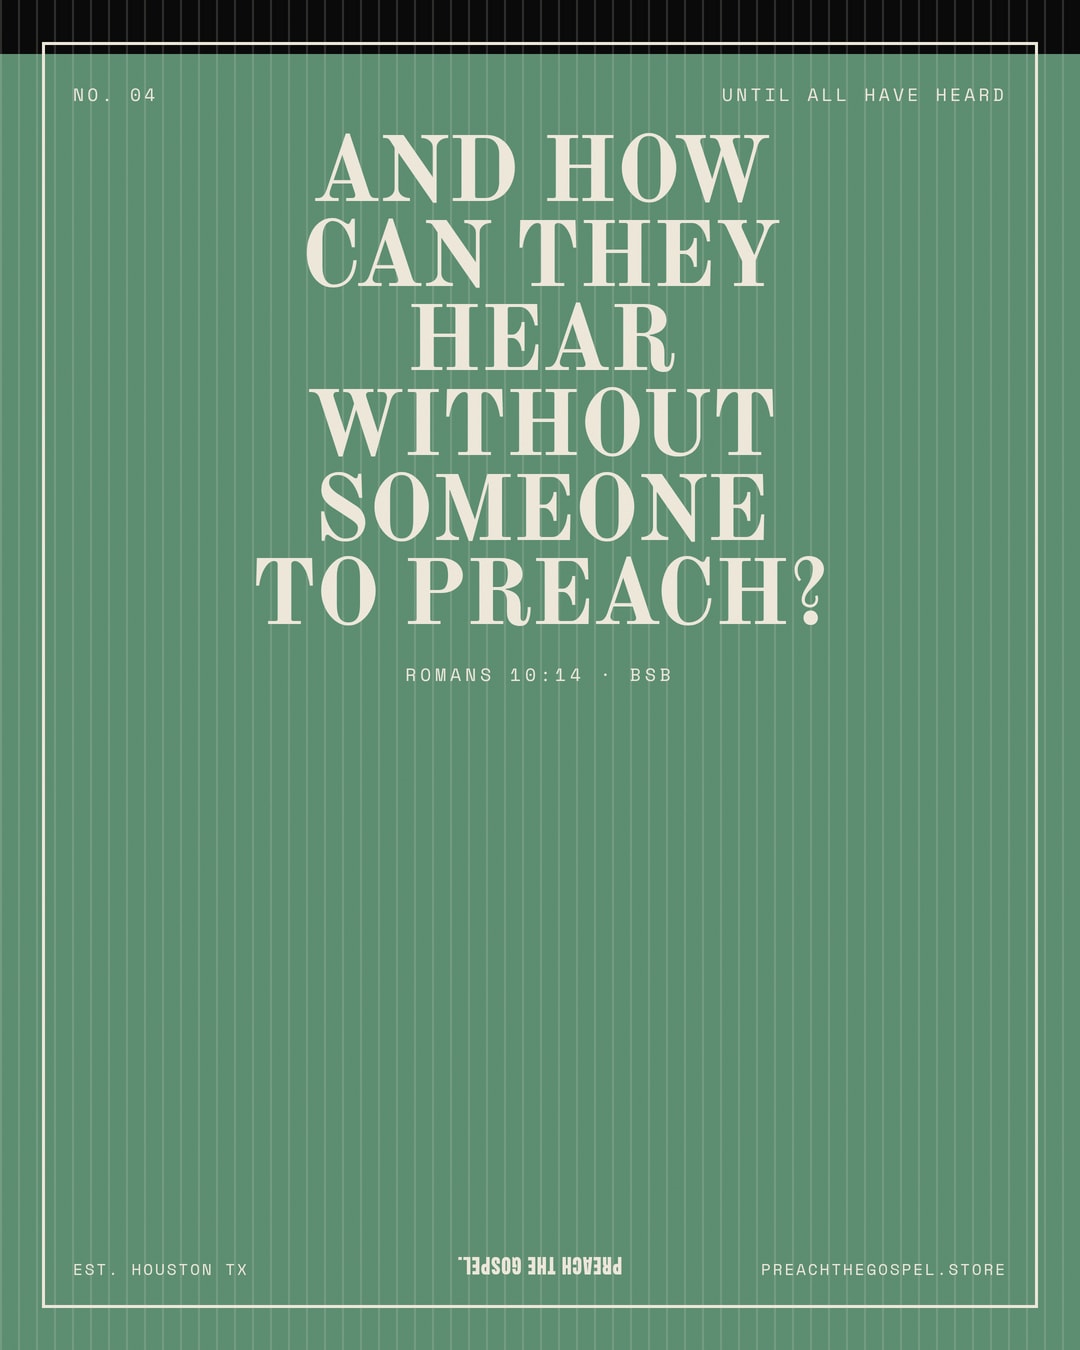 NO. 04
UNTIL ALL HAVE HEARD
AND HOW
CAN THEY
HEAR
WITHOUT
SOMEONE
TO PREACH?
ROMANS 10:14 · BSB
EST. HOUSTON TX
PREACH THE GOSPEL.
PREACHTHEGOSPEL.STORE